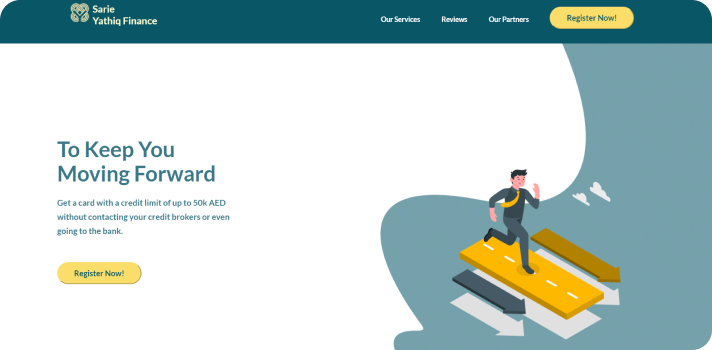 Sarie
Yathiq Finance
Our Services
Reviews
Our Partners
Register Now!
To Keep You
Moving Forward
Get a card with a credit limit of up to 50k AED
without contacting your credit brokers or even
going to the bank.
Register Now!